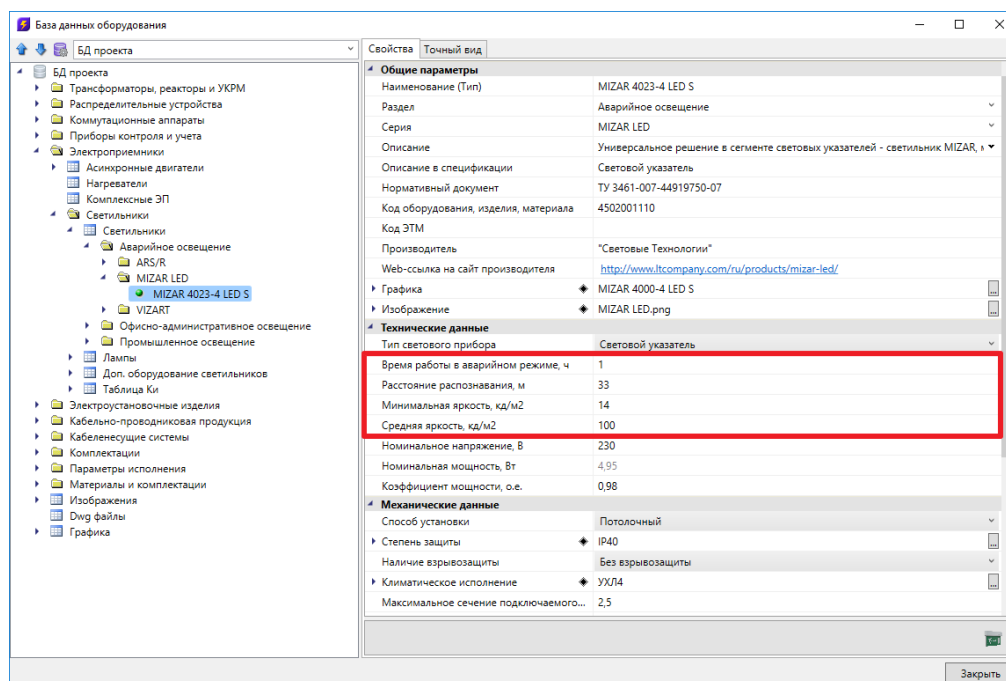 База данных оборудования
БД проекта
БД проекта
Трансформаторы, реакторы и УКРМ
Распределительные устройства
Коммутационные аппараты
Приборы контроля и учета
Электроприемники
Асинхронные двигатели
Нагреватели
Комплексные ЭП
Светильники
Светильники
Аварийное освещение
ARS/R
MIZAR LED
MIZAR 4023-4 LED S
VIZART
Офисно-административное освещение
Промышленное освещение
Лампы
Доп. оборудование светильников
Таблица Ки
Электроустановочные изделия
Кабельно-проводниковая продукция
Кабеленесущие системы
Комплектации
Параметры исполнения
Материалы и комплектации
Изображения
Dwg файлы
Графика
Свойства Точный вид
Общие параметры
Наименование (Тип) MIZAR 4023-4 LED S
Раздел Аварийное освещение
Серия MIZAR LED
Описание Универсальное решение в сегменте световых указателей - светильник MIZAR,
Описание в спецификации Световой указатель
Нормативный документ ТУ 3461-007-44919750-07
Код оборудования, изделия, материала 4502001110
Код ЭТМ
Производитель "Световые Технологии"
Web-ссылка на сайт производителя http://www.ltcompany.com/ru/products/mizar-led/
Графика MIZAR 4000-4 LED S ...
Изображение MIZAR LED.png ...
Технические данные
Тип светового прибора Световой указатель
Время работы в аварийном режиме, ч 1
Расстояние распознавания, м 33
Минимальная яркость, кд/м2 14
Средняя яркость, кд/м2 100
Номинальное напряжение, В 230
Номинальная мощность, Вт 4,95
Коэффициент мощности, о.е. 0,98
Механические данные
Способ установки Потолочный
Степень защиты IP40 ...
Наличие взрывозащиты Без взрывозащиты
Климатическое исполнение УХЛ4 ...
Максимальное сечение подключаемого... 2,5
Закрыть